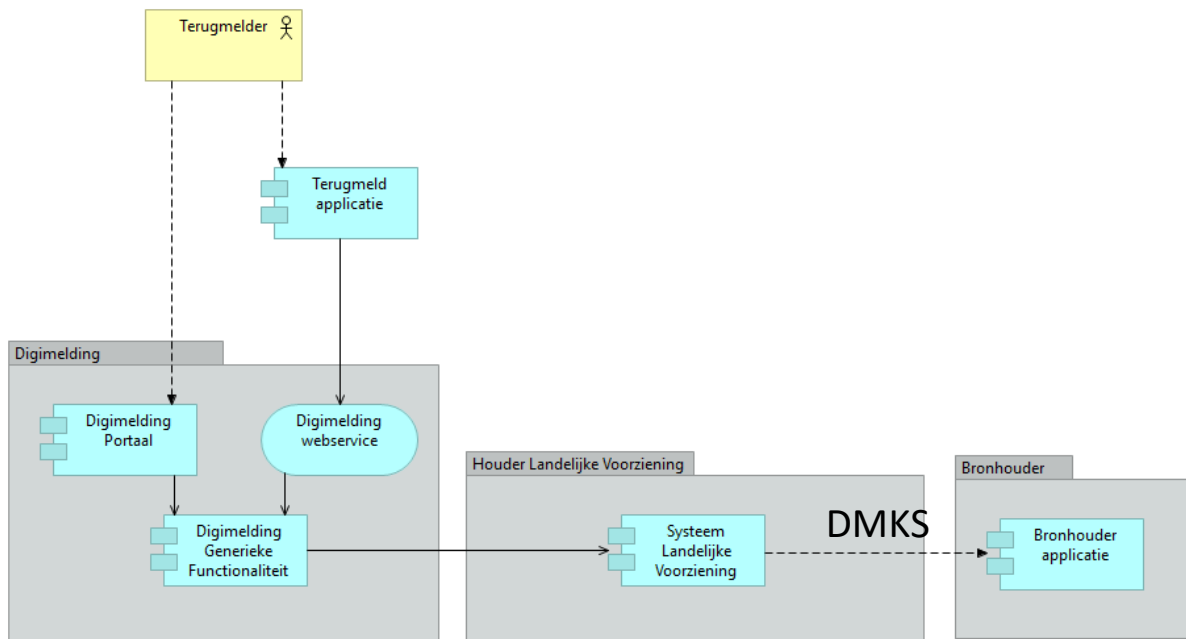 Terugmelder
Terugmeld
applicatie
Digimelding
Digimelding
Portaal
Digimelding
webservice
Digimelding
Generieke
Functionaliteit
Houder Landelijke Voorziening
Systeem
Landelijke
Voorziening
DMKS
Bronhouder
Bronhouder
applicatie